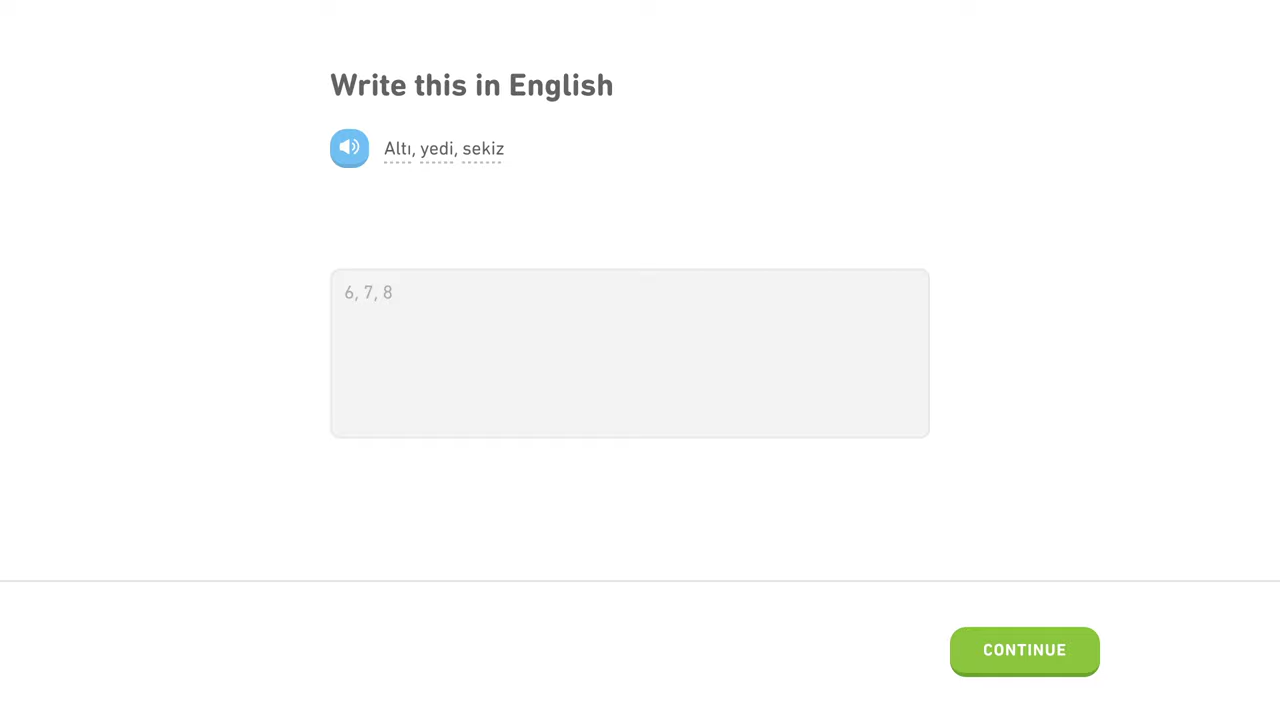 Write this in English
Altı, yedi, sekiz
6, 7, 8
CONTINUE